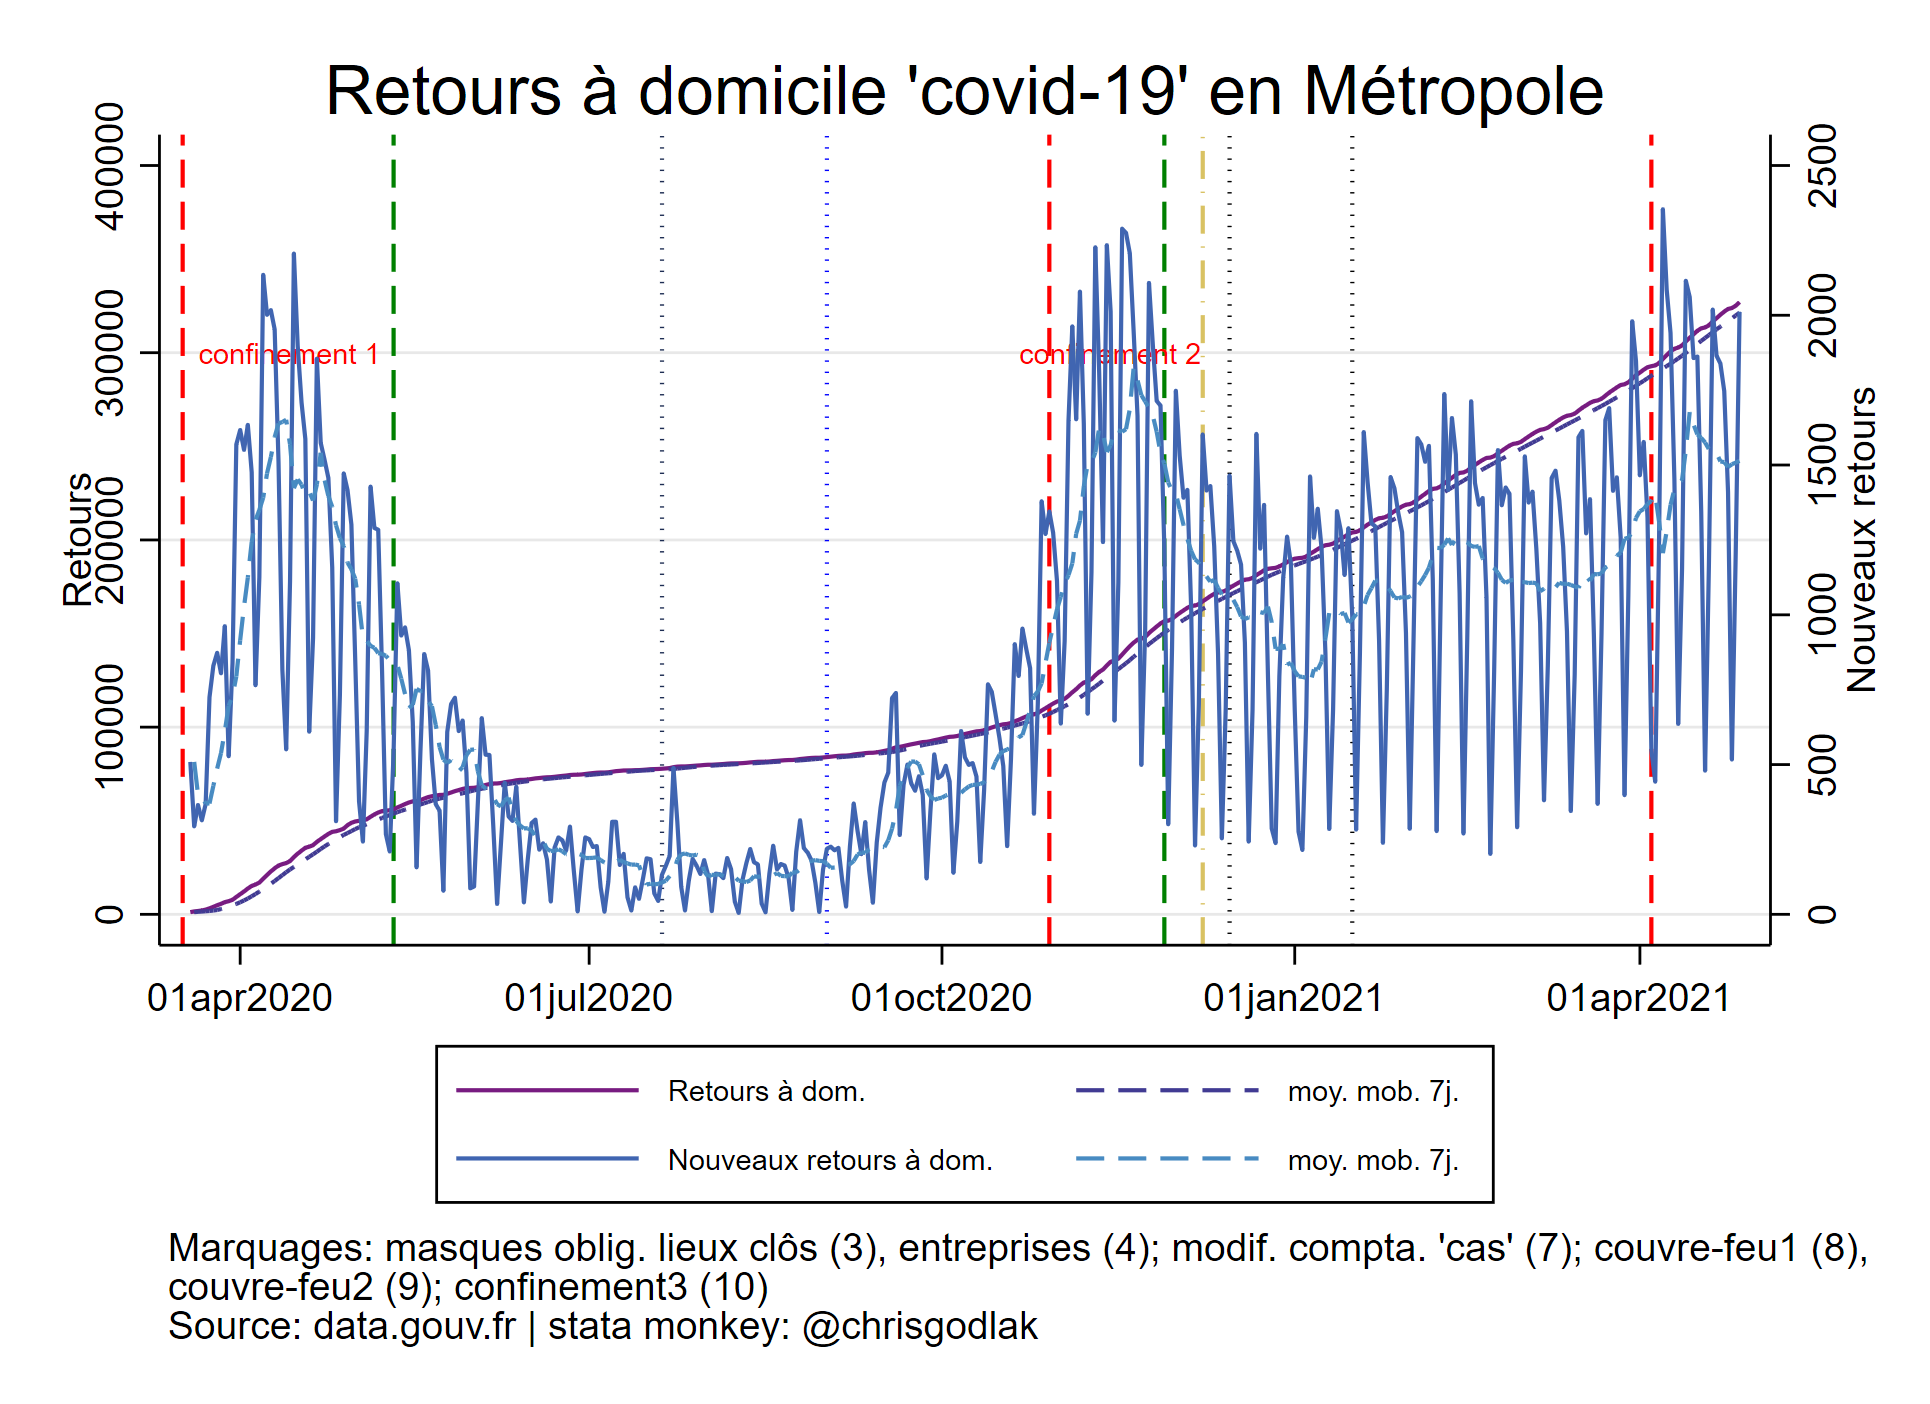 Retours à domicile 'covid-19' en Métropole
400000
300000
200000
100000
0
Retours
2500
2000
1500
1000
500
0
Nouveaux retours
confinement 1
confinement 2
01apr2020
01jul2020
01oct2020
01jan2021
01apr2021
Retours à dom.
moy. mob. 7j.
Nouveaux retours à dom.
moy. mob. 7j.
Marquages: masques oblig. lieux clôs (3), entreprises (4); modif. compta. 'cas' (7); couvre-feu1 (8),
couvre-feu2 (9); confinement3 (10)
Source: data.gouv.fr | stata monkey: @chrisgodlak